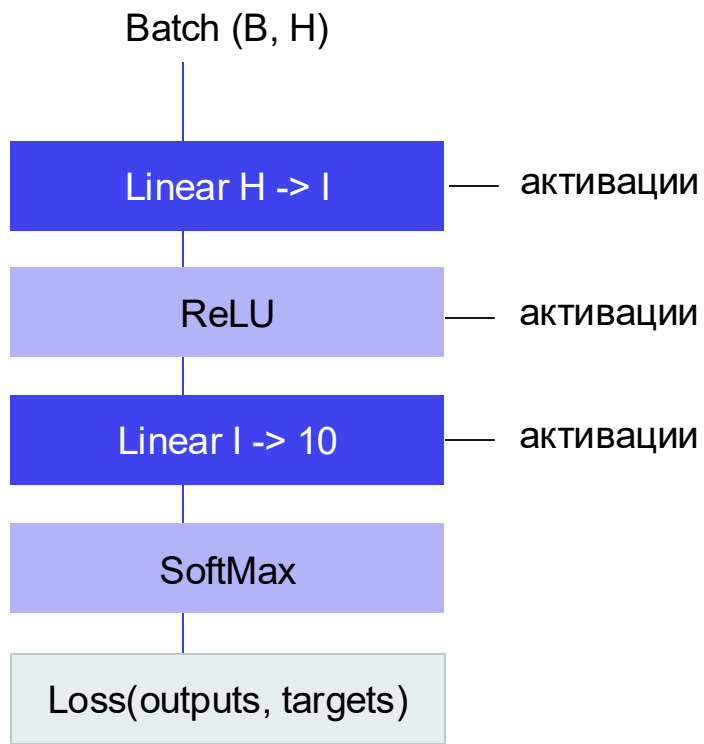 Batch (B, H)
Linear H -> I
активации
ReLU
активации
Linear I -> 10
активации
SoftMax
Loss(outputs, targets)